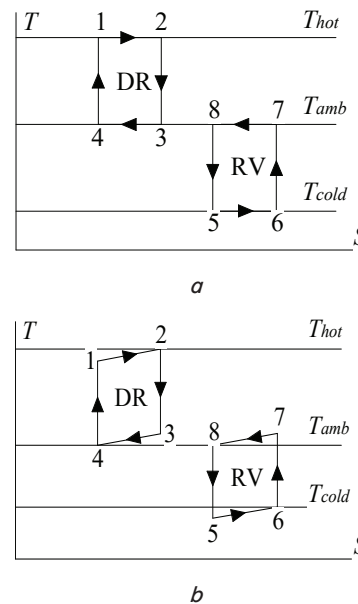 T 1 2 Thot
DR
4 3 8 7 Tamb
RV
5 6 Tcold
S
a
T 2 Thot
1
DR
3 8 7 Tamb
4
RV
Tcold
5 6
S
b